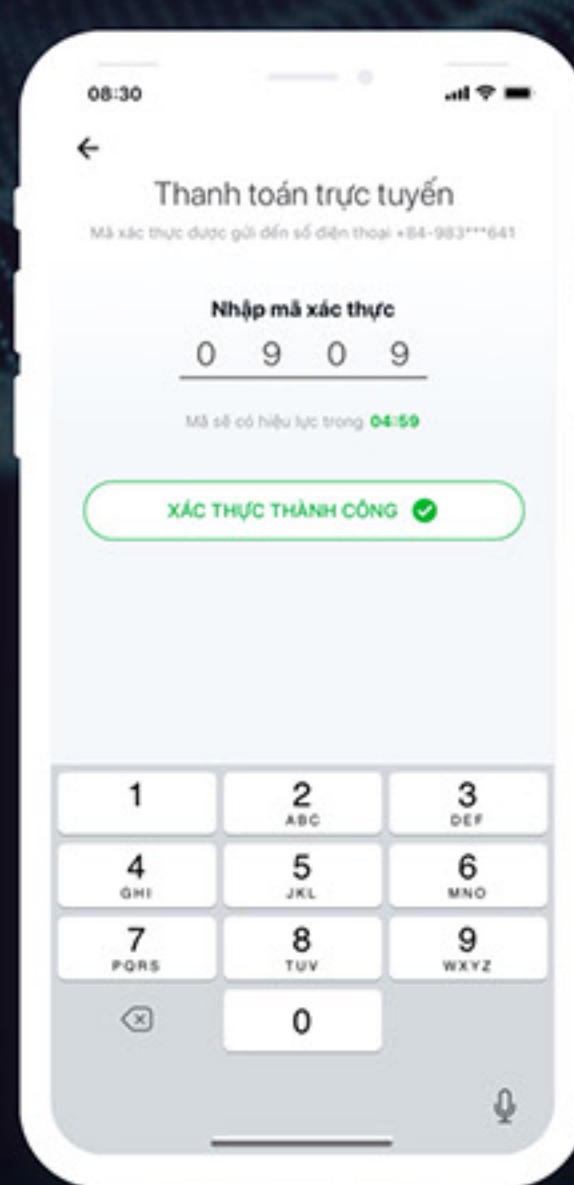 08:30
Thanh toán trực tuyến
Mã xác thực được gửi đến số điện thoại +84-983***641
Nhập mã xác thực
0 9 0 9
Mã sẽ có hiệu lực trong 04:59
XÁC THỰC THÀNH CÔNG
1 2 3
ABC DEF
4 5 6
GHI JKL MNO
7 8 9
PQRS TUV WXYZ
0